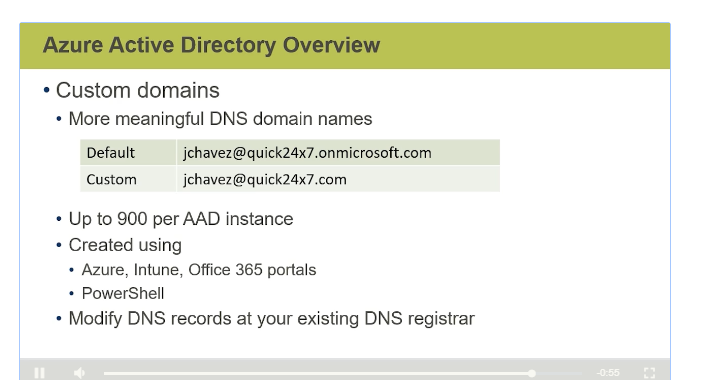 Azure Active Directory Overview
• Custom domains
• More meaningful DNS domain names
Default jchavez@quick24x7.onmicrosoft.com
Custom jchavez@quick24x7.com
• Up to 900 per AAD instance
• Created using
• Azure, Intune, Office 365 portals
• PowerShell
• Modify DNS records at your existing DNS registrar
-0:55